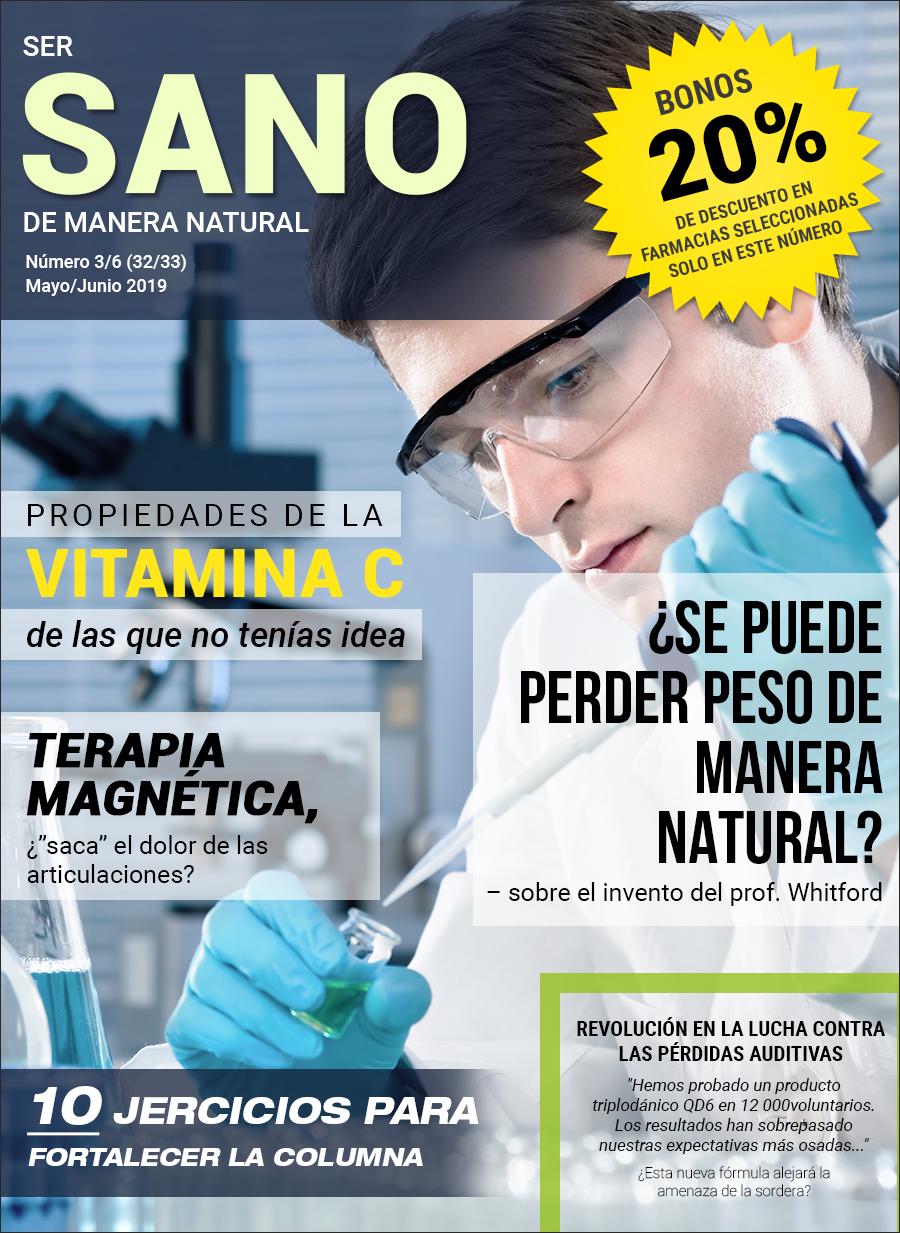 SER
SANO
DE MANERA NATURAL
Número 3/6 (32/33)
Mayo/Junio 2019
BONOS
20%
DE DESCUENTO EN
FARMACIAS SELECCIONADAS
SOLO EN ESTE NÚMERO
PROPIEDADES DE LA
VITAMINA C
de las que no tenías idea
TERAPIA
MAGNÉTICA,
¿”saca” el dolor de las
articulaciones?
¿SE PUEDE
PERDER PESO DE
MANERA
NATURAL?
– sobre el invento del prof. Whitford
10 JERCICIOS PARA
FORTALECER LA COLUMNA
REVOLUCIÓN EN LA LUCHA CONTRA
LAS PÉRDIDAS AUDITIVAS
"Hemos probado un producto
triplodánico QD6 en 12 000voluntarios.
Los resultados han sobrepasado
nuestras expectativas más osadas..."
¿Esta nueva fórmula alejará la
amenaza de la sordera?